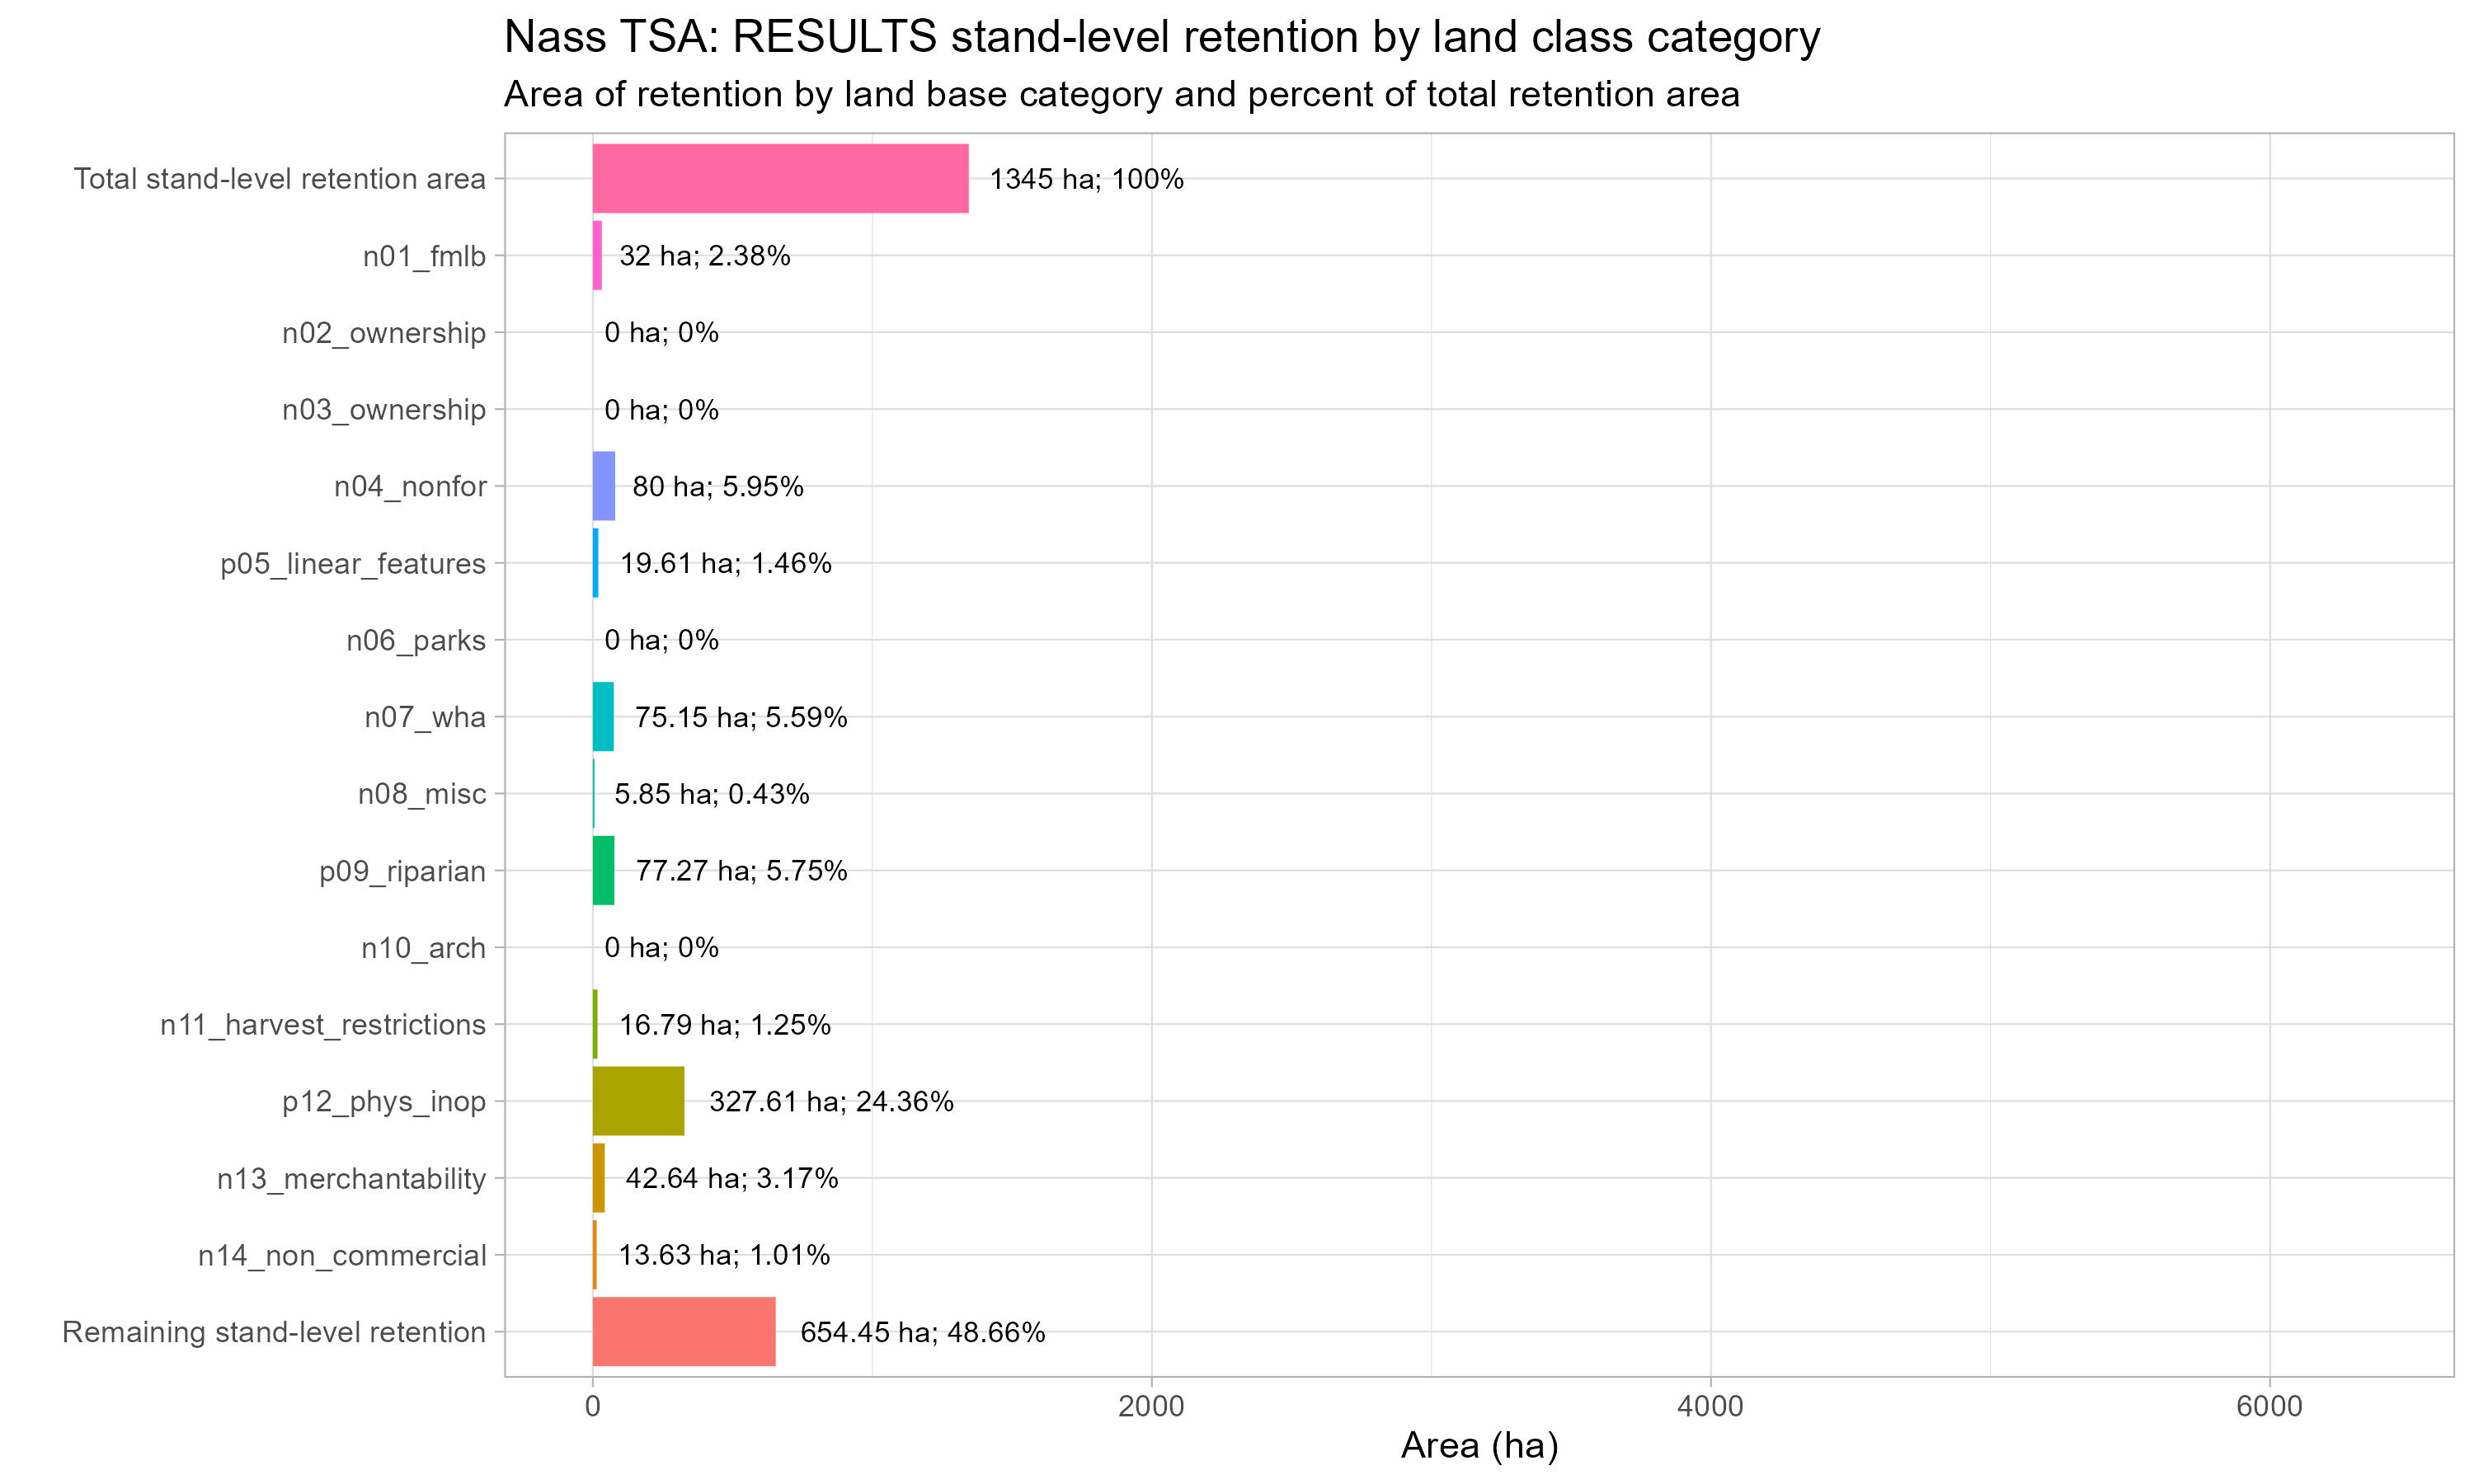 Nass TSA: RESULTS stand-level retention by land class category
Area of retention by land base category and percent of total retention area
Total stand-level retention area 1345 ha; 100%
n01_fmlb 32 ha; 2.38%
n02_ownership 0 ha; 0%
n03_ownership 0 ha; 0%
n04_nonfor 80 ha; 5.95%
p05_linear_features 19.61 ha; 1.46%
n06_parks 0 ha; 0%
n07_wha 75.15 ha; 5.59%
n08_misc 5.85 ha; 0.43%
p09_riparian 77.27 ha; 5.75%
n10_arch 0 ha; 0%
n11_harvest_restrictions 16.79 ha; 1.25%
p12_phys_inop 327.61 ha; 24.36%
n13_merchantability 42.64 ha; 3.17%
n14_non_commercial 13.63 ha; 1.01%
Remaining stand-level retention 654.45 ha; 48.66%
0 2000 4000 6000
Area (ha)